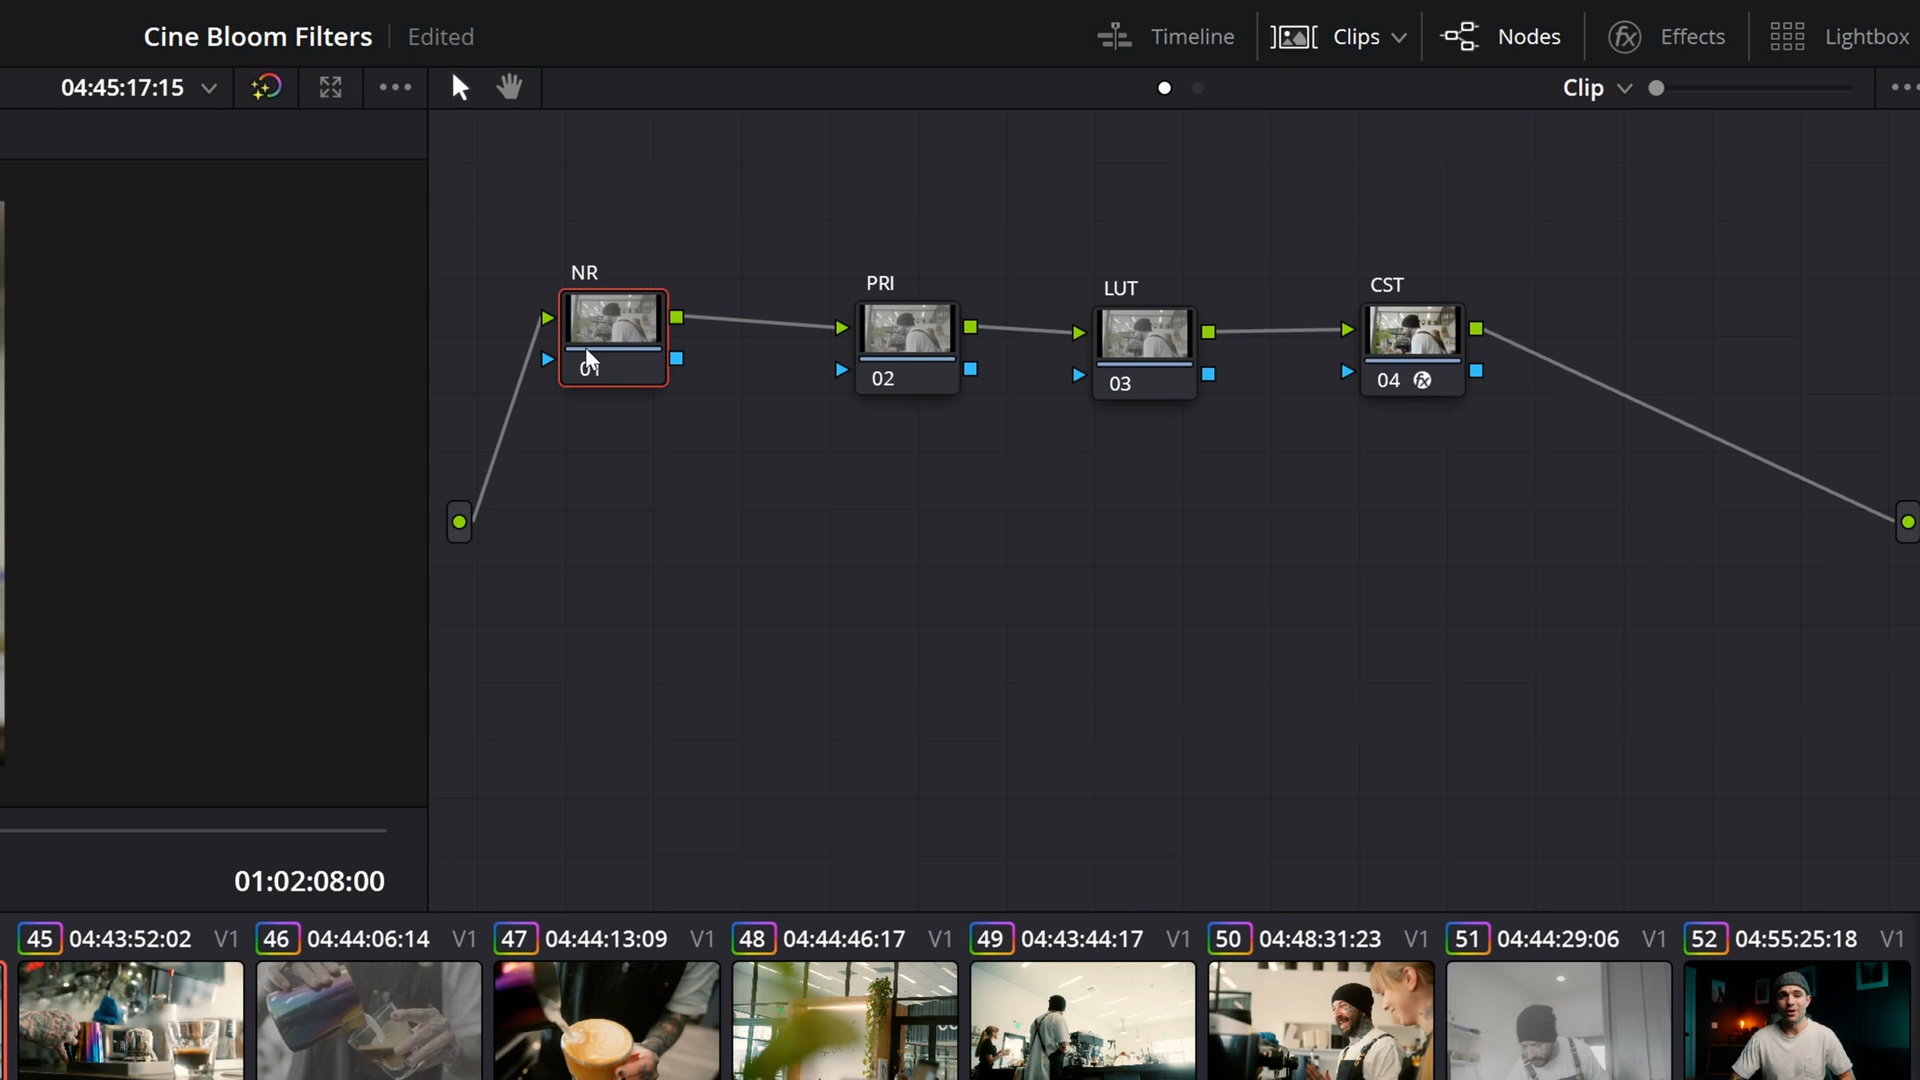 Cine Bloom Filters Edited
Timeline Clips Nodes Effects Lightbox
04:45:17:15
Clip
NR
01
PRI
02
LUT
03
CST
04
01:02:08:00
45 04:43:52:02 V1
46 04:44:06:14 V1
47 04:44:13:09 V1
48 04:44:46:17 V1
49 04:43:44:17 V1
50 04:48:31:23 V1
51 04:44:29:06 V1
52 04:55:25:18 V1